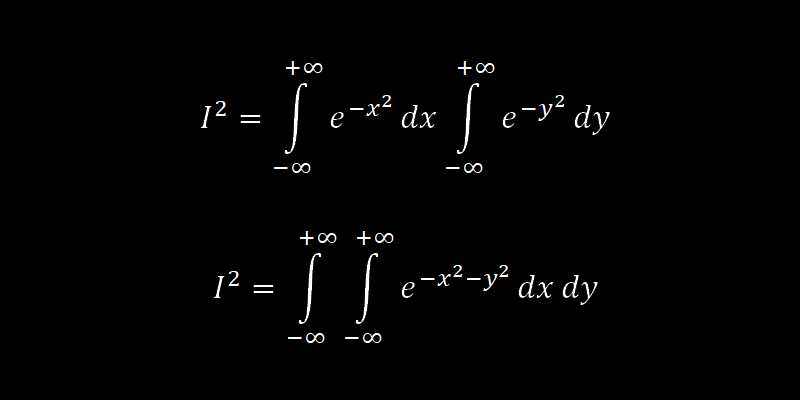 I² = ∫₋∞⁺∞ e^(−x²) dx ∫₋∞⁺∞ e^(−y²) dy
I² = ∫₋∞⁺∞ ∫₋∞⁺∞ e^(−x²−y²) dx dy